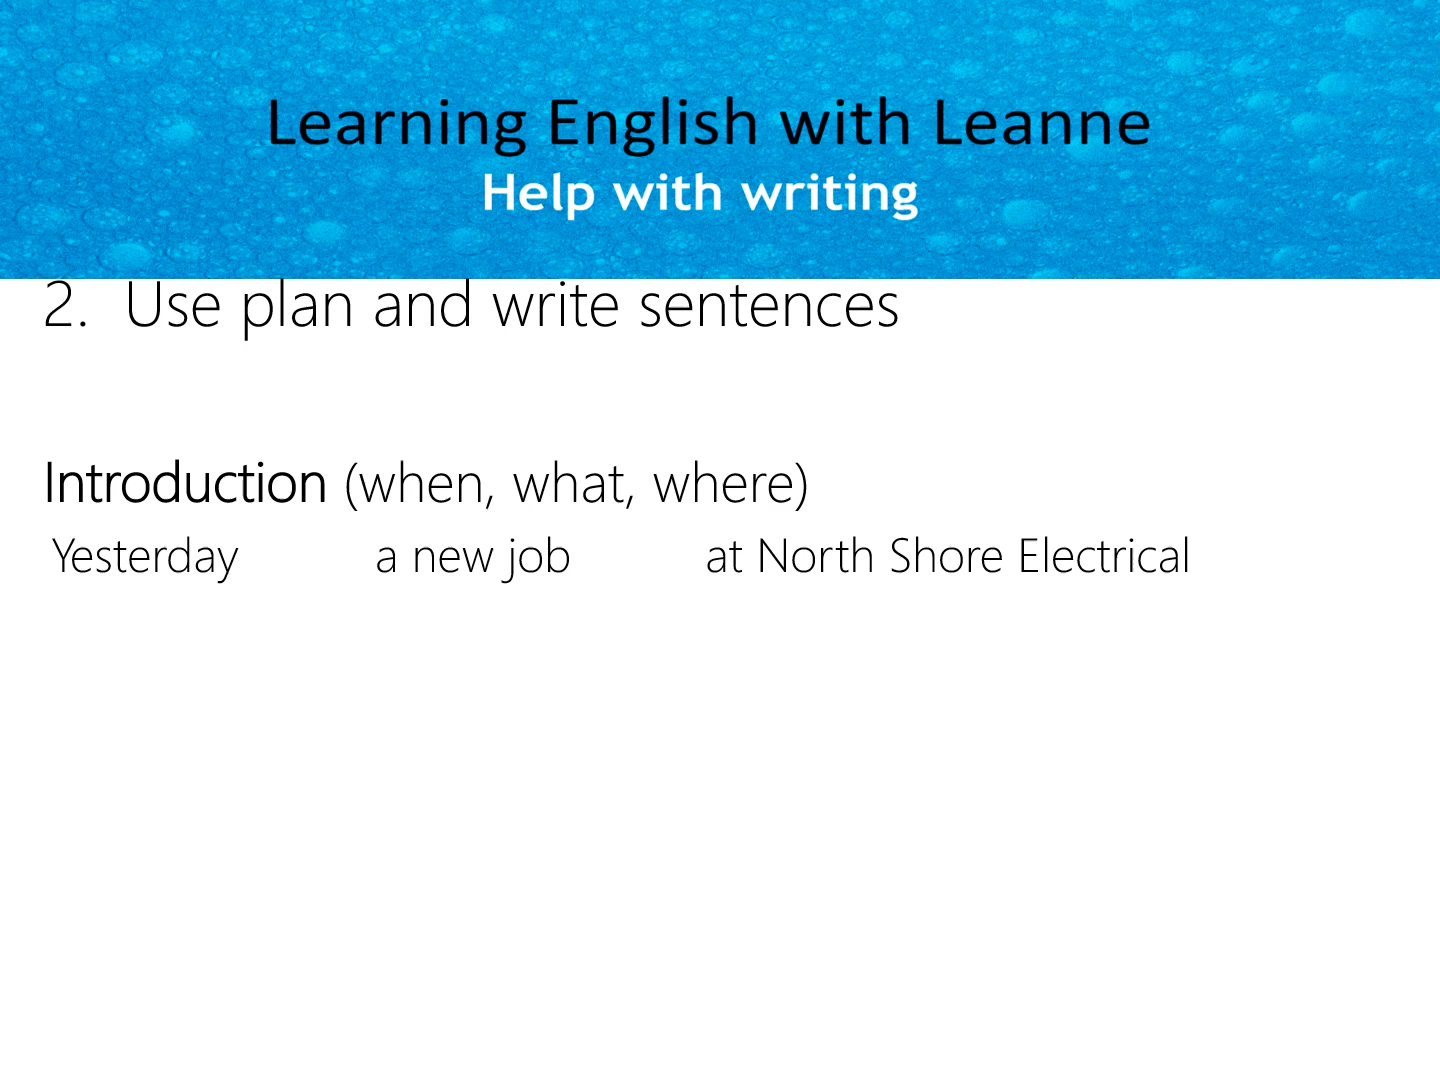 Learning English with Leanne
Help with writing
2. Use plan and write sentences
Introduction (when, what, where)
Yesterday a new job at North Shore Electrical